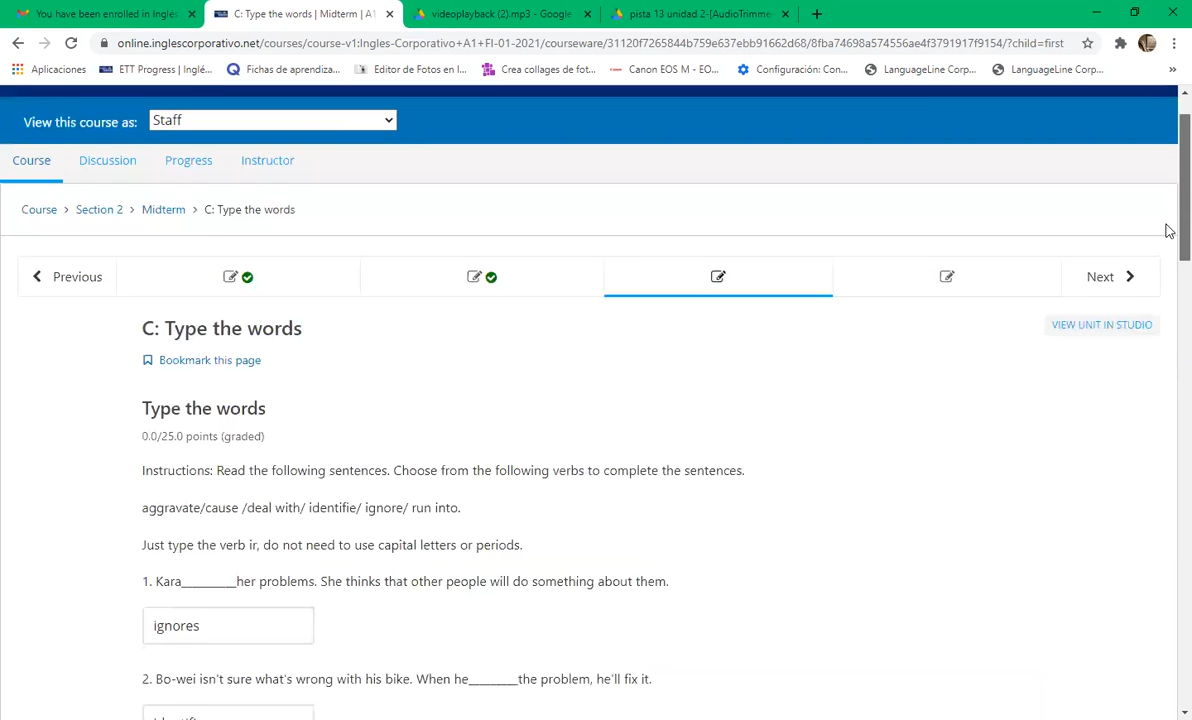 You have been enrolled in Inglés
C: Type the words | Midterm | A1
videoplayback (2).mp3 - Google
pista 13 unidad 2-[AudioTrimmer
online.inglescorporativo.net/courses/course-v1:Ingles-Corporativo+A1+FI-01-2021/courseware/31120f7265844b759e637ebb91662d68/8fba74698a574556ae4f3791917f9154/?child=first
Aplicaciones
ETT Progress | Inglé...
Fichas de aprendiza...
Editor de Fotos en l...
Crea collages de fot...
Canon EOS M - EO...
Configuración: Con...
LanguageLine Corp...
LanguageLine Corp...
View this course as: Staff
Course Discussion Progress Instructor
Course > Section 2 > Midterm > C: Type the words
Previous
Next
C: Type the words
VIEW UNIT IN STUDIO
Bookmark this page
Type the words
0.0/25.0 points (graded)
Instructions: Read the following sentences. Choose from the following verbs to complete the sentences.
aggravate/cause /deal with/ identifie/ ignore/ run into.
Just type the verb ir, do not need to use capital letters or periods.
1. Kara_________her problems. She thinks that other people will do something about them.
ignores
2. Bo-wei isn't sure what's wrong with his bike. When he________the problem, he'll fix it.